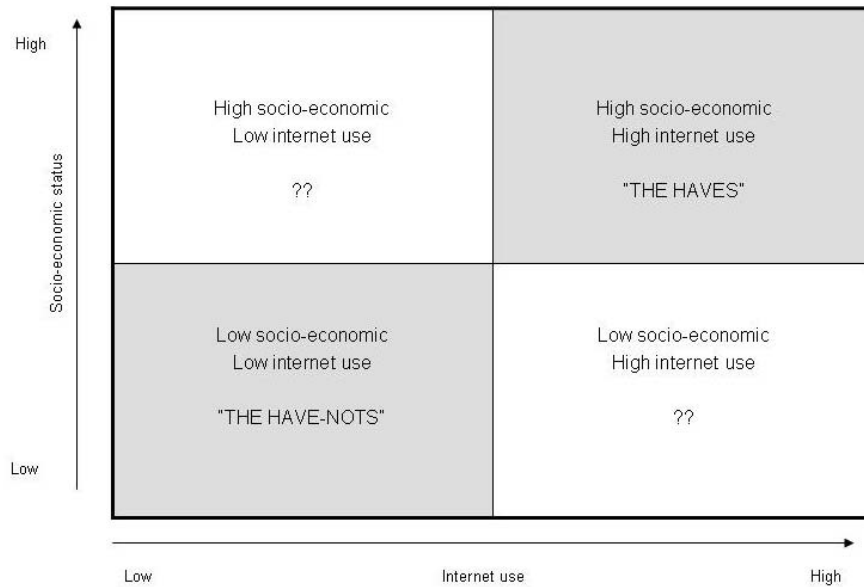 High
High socio-economic
Low internet use
??
High socio-economic
High internet use
"THE HAVES"
Socio-economic status
Low socio-economic
Low internet use
"THE HAVE-NOTS"
Low socio-economic
High internet use
??
Low
Low
Internet use
High